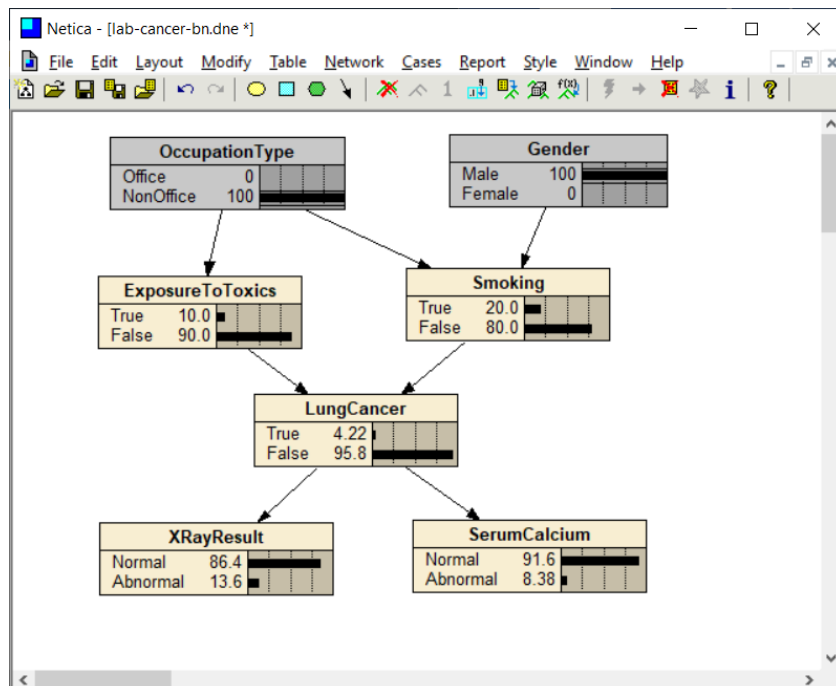 Netica - [lab-cancer-bn.dne *]
File Edit Layout Modify Table Network Cases Report Style Window Help
1 f(x) i ?
OccupationType
Office 0
NonOffice 100
Gender
Male 100
Female 0
ExposureToToxics
True 10.0
False 90.0
Smoking
True 20.0
False 80.0
LungCancer
True 4.22
False 95.8
XRayResult
Normal 86.4
Abnormal 13.6
SerumCalcium
Normal 91.6
Abnormal 8.38